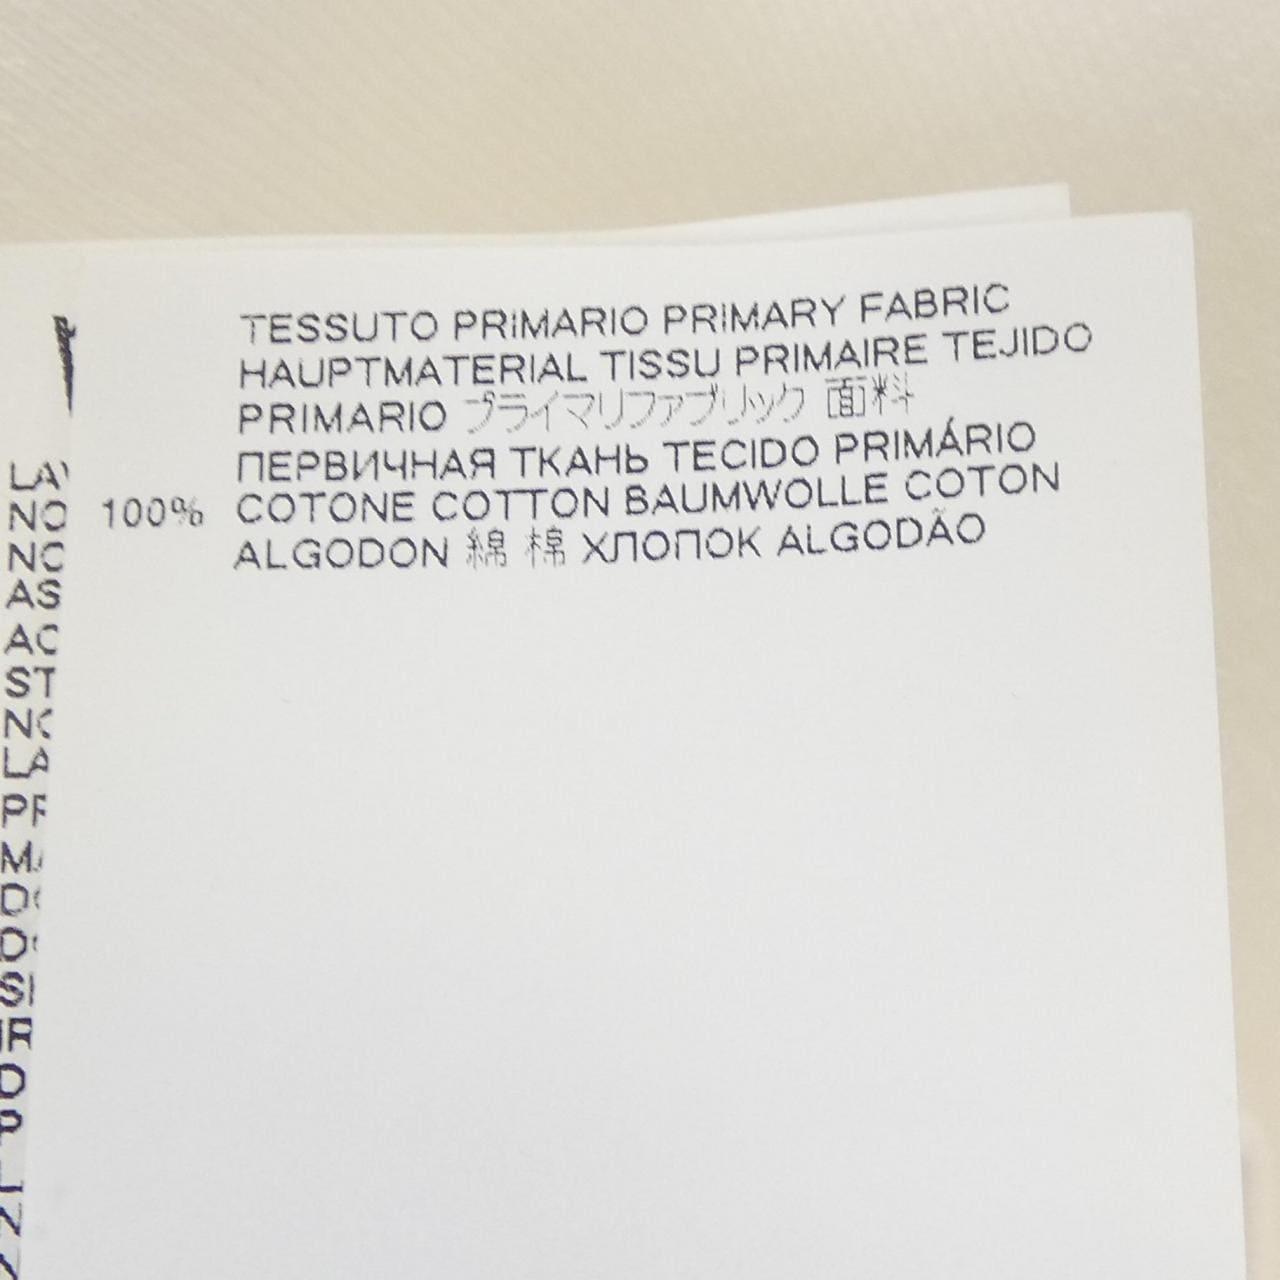 TESSUTO PRIMARIO PRIMARY FABRIC
HAUPTMATERIAL TISSU PRIMAIRE TEJIDO
PRIMARIO プライマリファブリック 面料
ПЕРВИЧНАЯ ТКАНЬ TECIDO PRIMÁRIO
100% COTONE COTTON BAUMWOLLE COTON
ALGODON 綿 棉 ХЛОПОК ALGODÃO